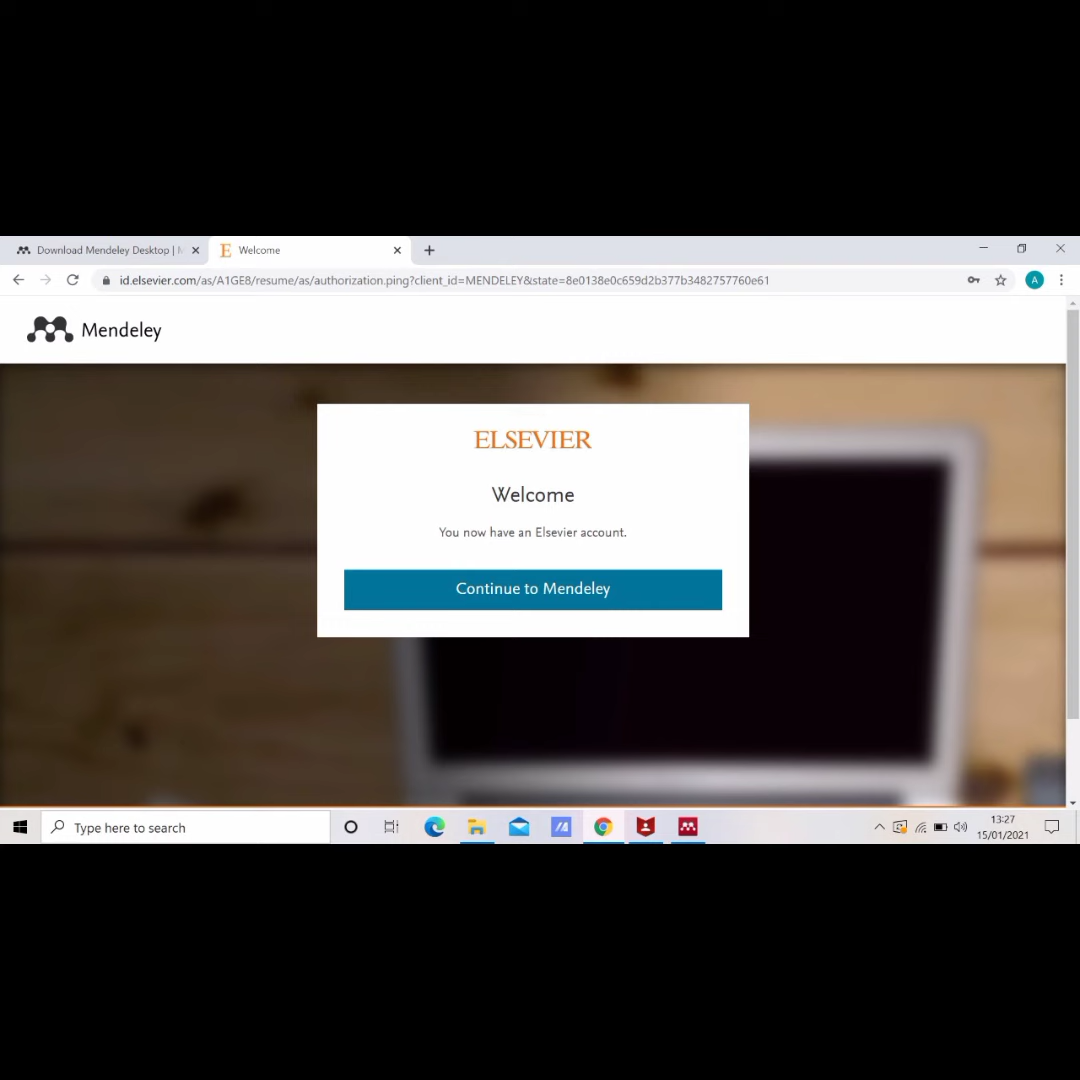 Download Mendeley Desktop |
Welcome
id.elsevier.com/as/A1GE8/resume/as/authorization.ping?client_id=MENDELEY&state=8e0138e0c659d2b377b3482757760e61
A
Mendeley
ELSEVIER
Welcome
You now have an Elsevier account.
Continue to Mendeley
Type here to search
13:27
15/01/2021